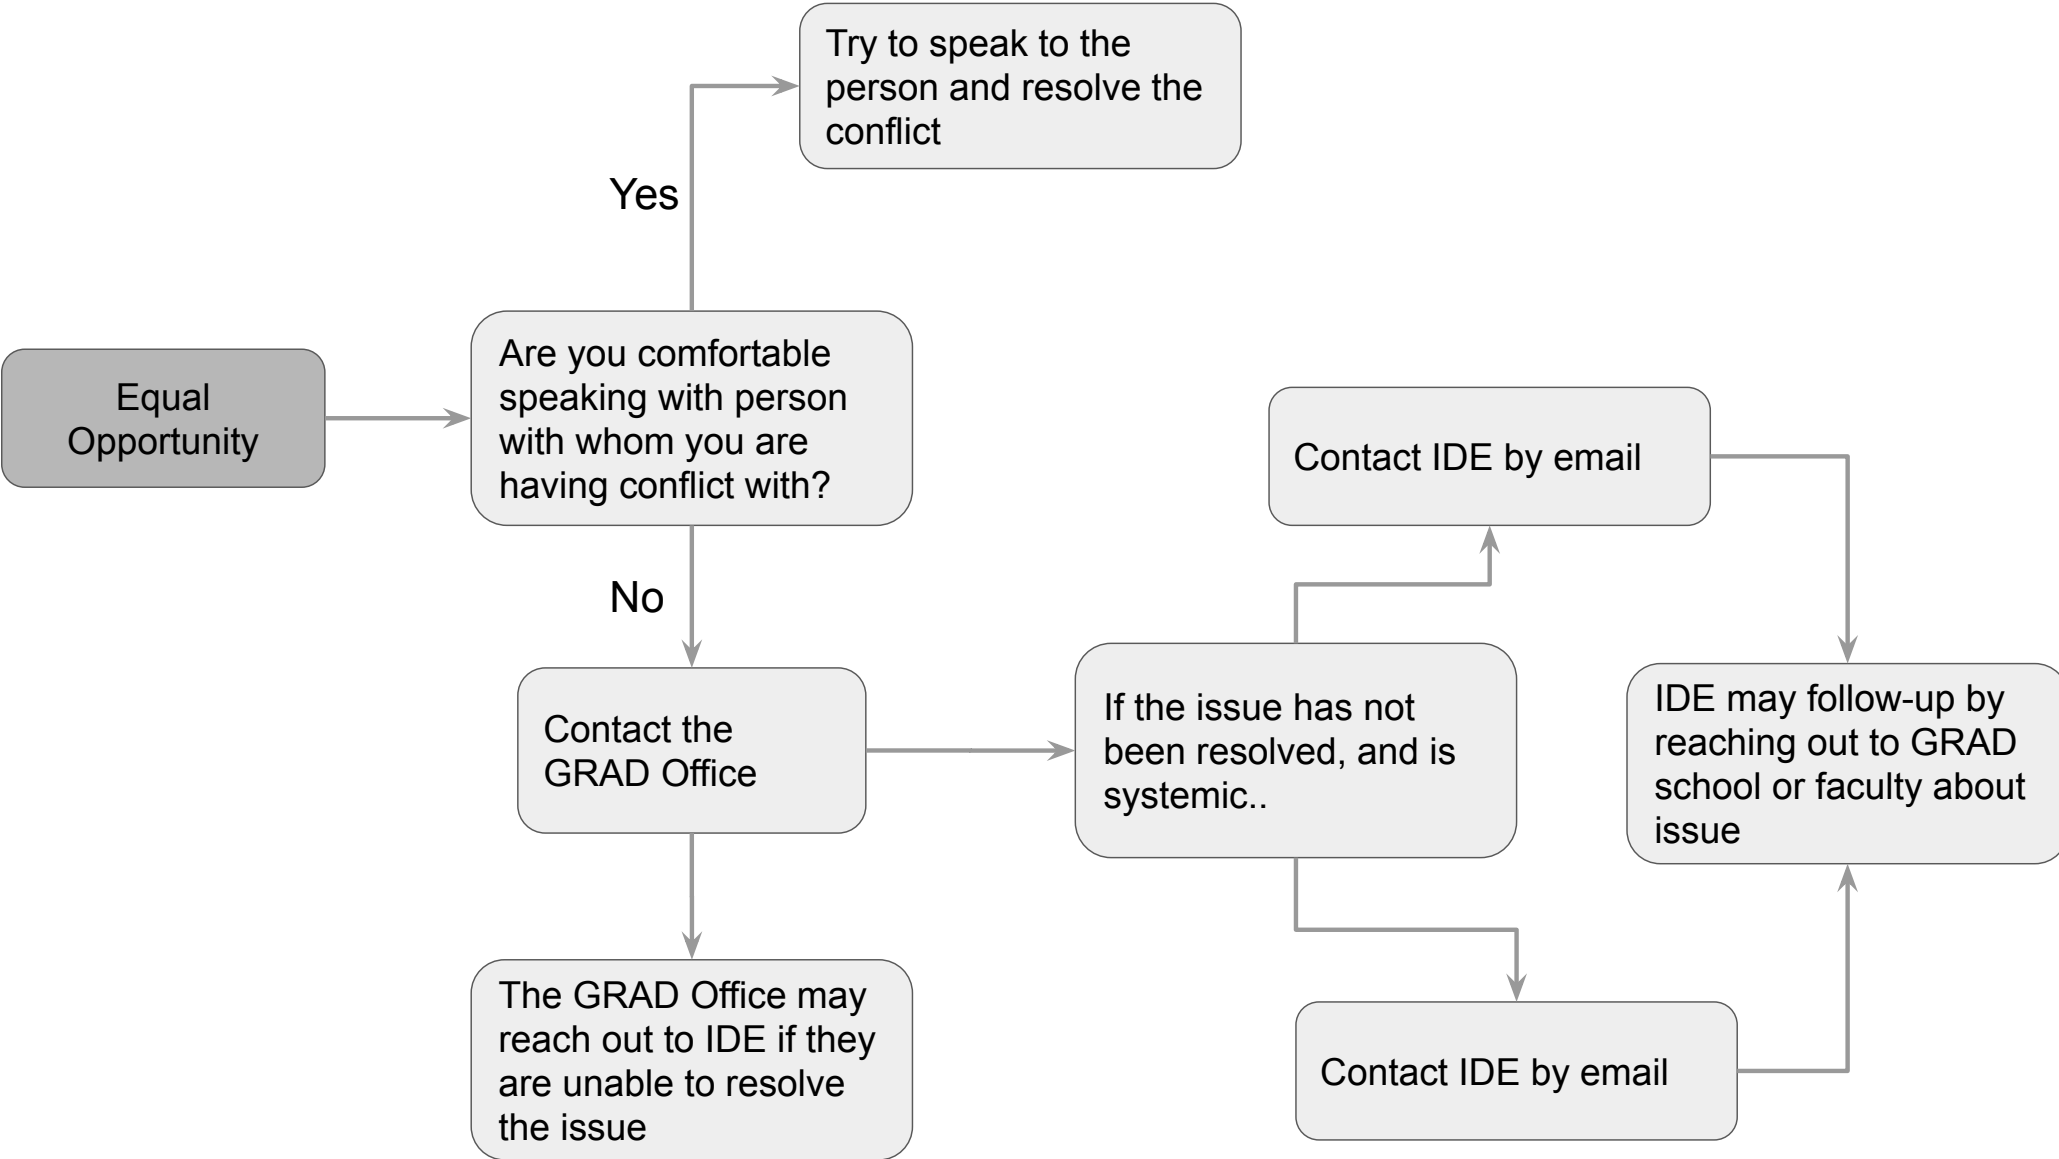 Try to speak to the
person and resolve the
conflict
Yes
Equal
Opportunity
Are you comfortable
speaking with person
with whom you are
having conflict with?
Contact IDE by email
No
Contact the
GRAD Office
If the issue has not
been resolved, and is
systemic..
IDE may follow-up by
reaching out to GRAD
school or faculty about
issue
The GRAD Office may
reach out to IDE if they
are unable to resolve
the issue
Contact IDE by email